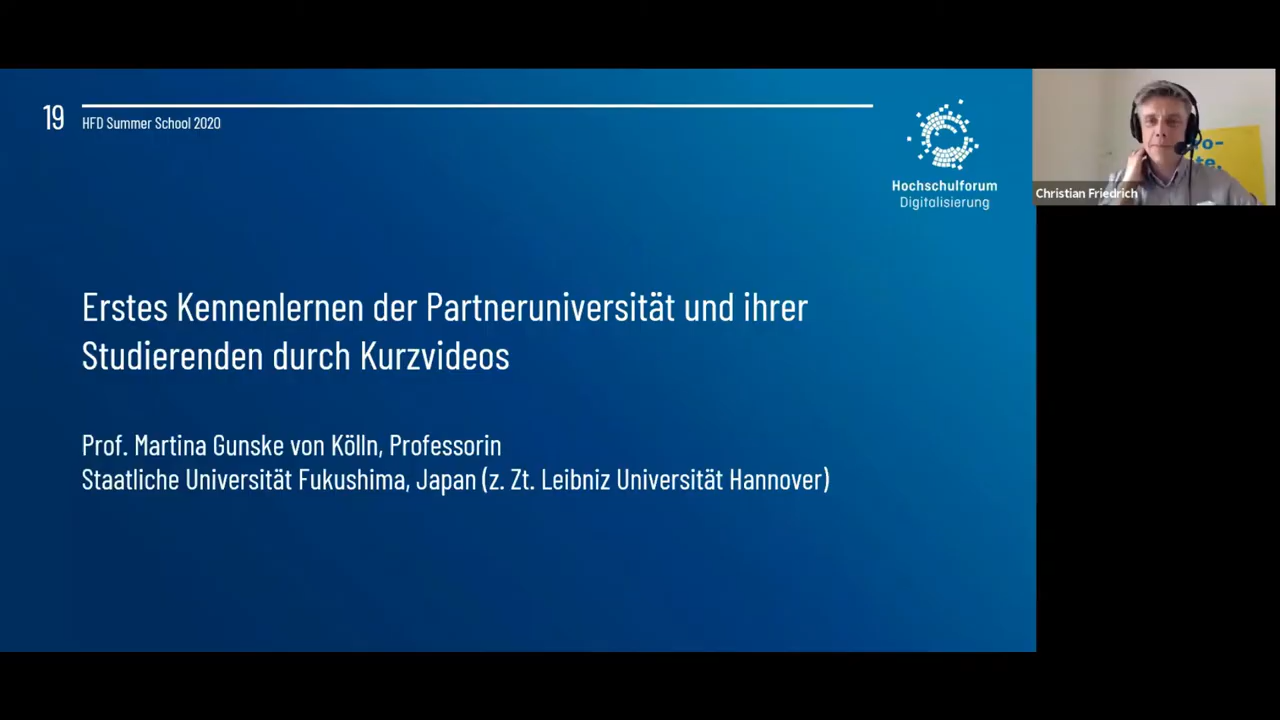 19
HFD Summer School 2020
Hochschulforum
Digitalisierung
Christian Friedrich
Erstes Kennenlernen der Partneruniversität und ihrer
Studierenden durch Kurzvideos
Prof. Martina Gunske von Kölln, Professorin
Staatliche Universität Fukushima, Japan (z. Zt. Leibniz Universität Hannover)